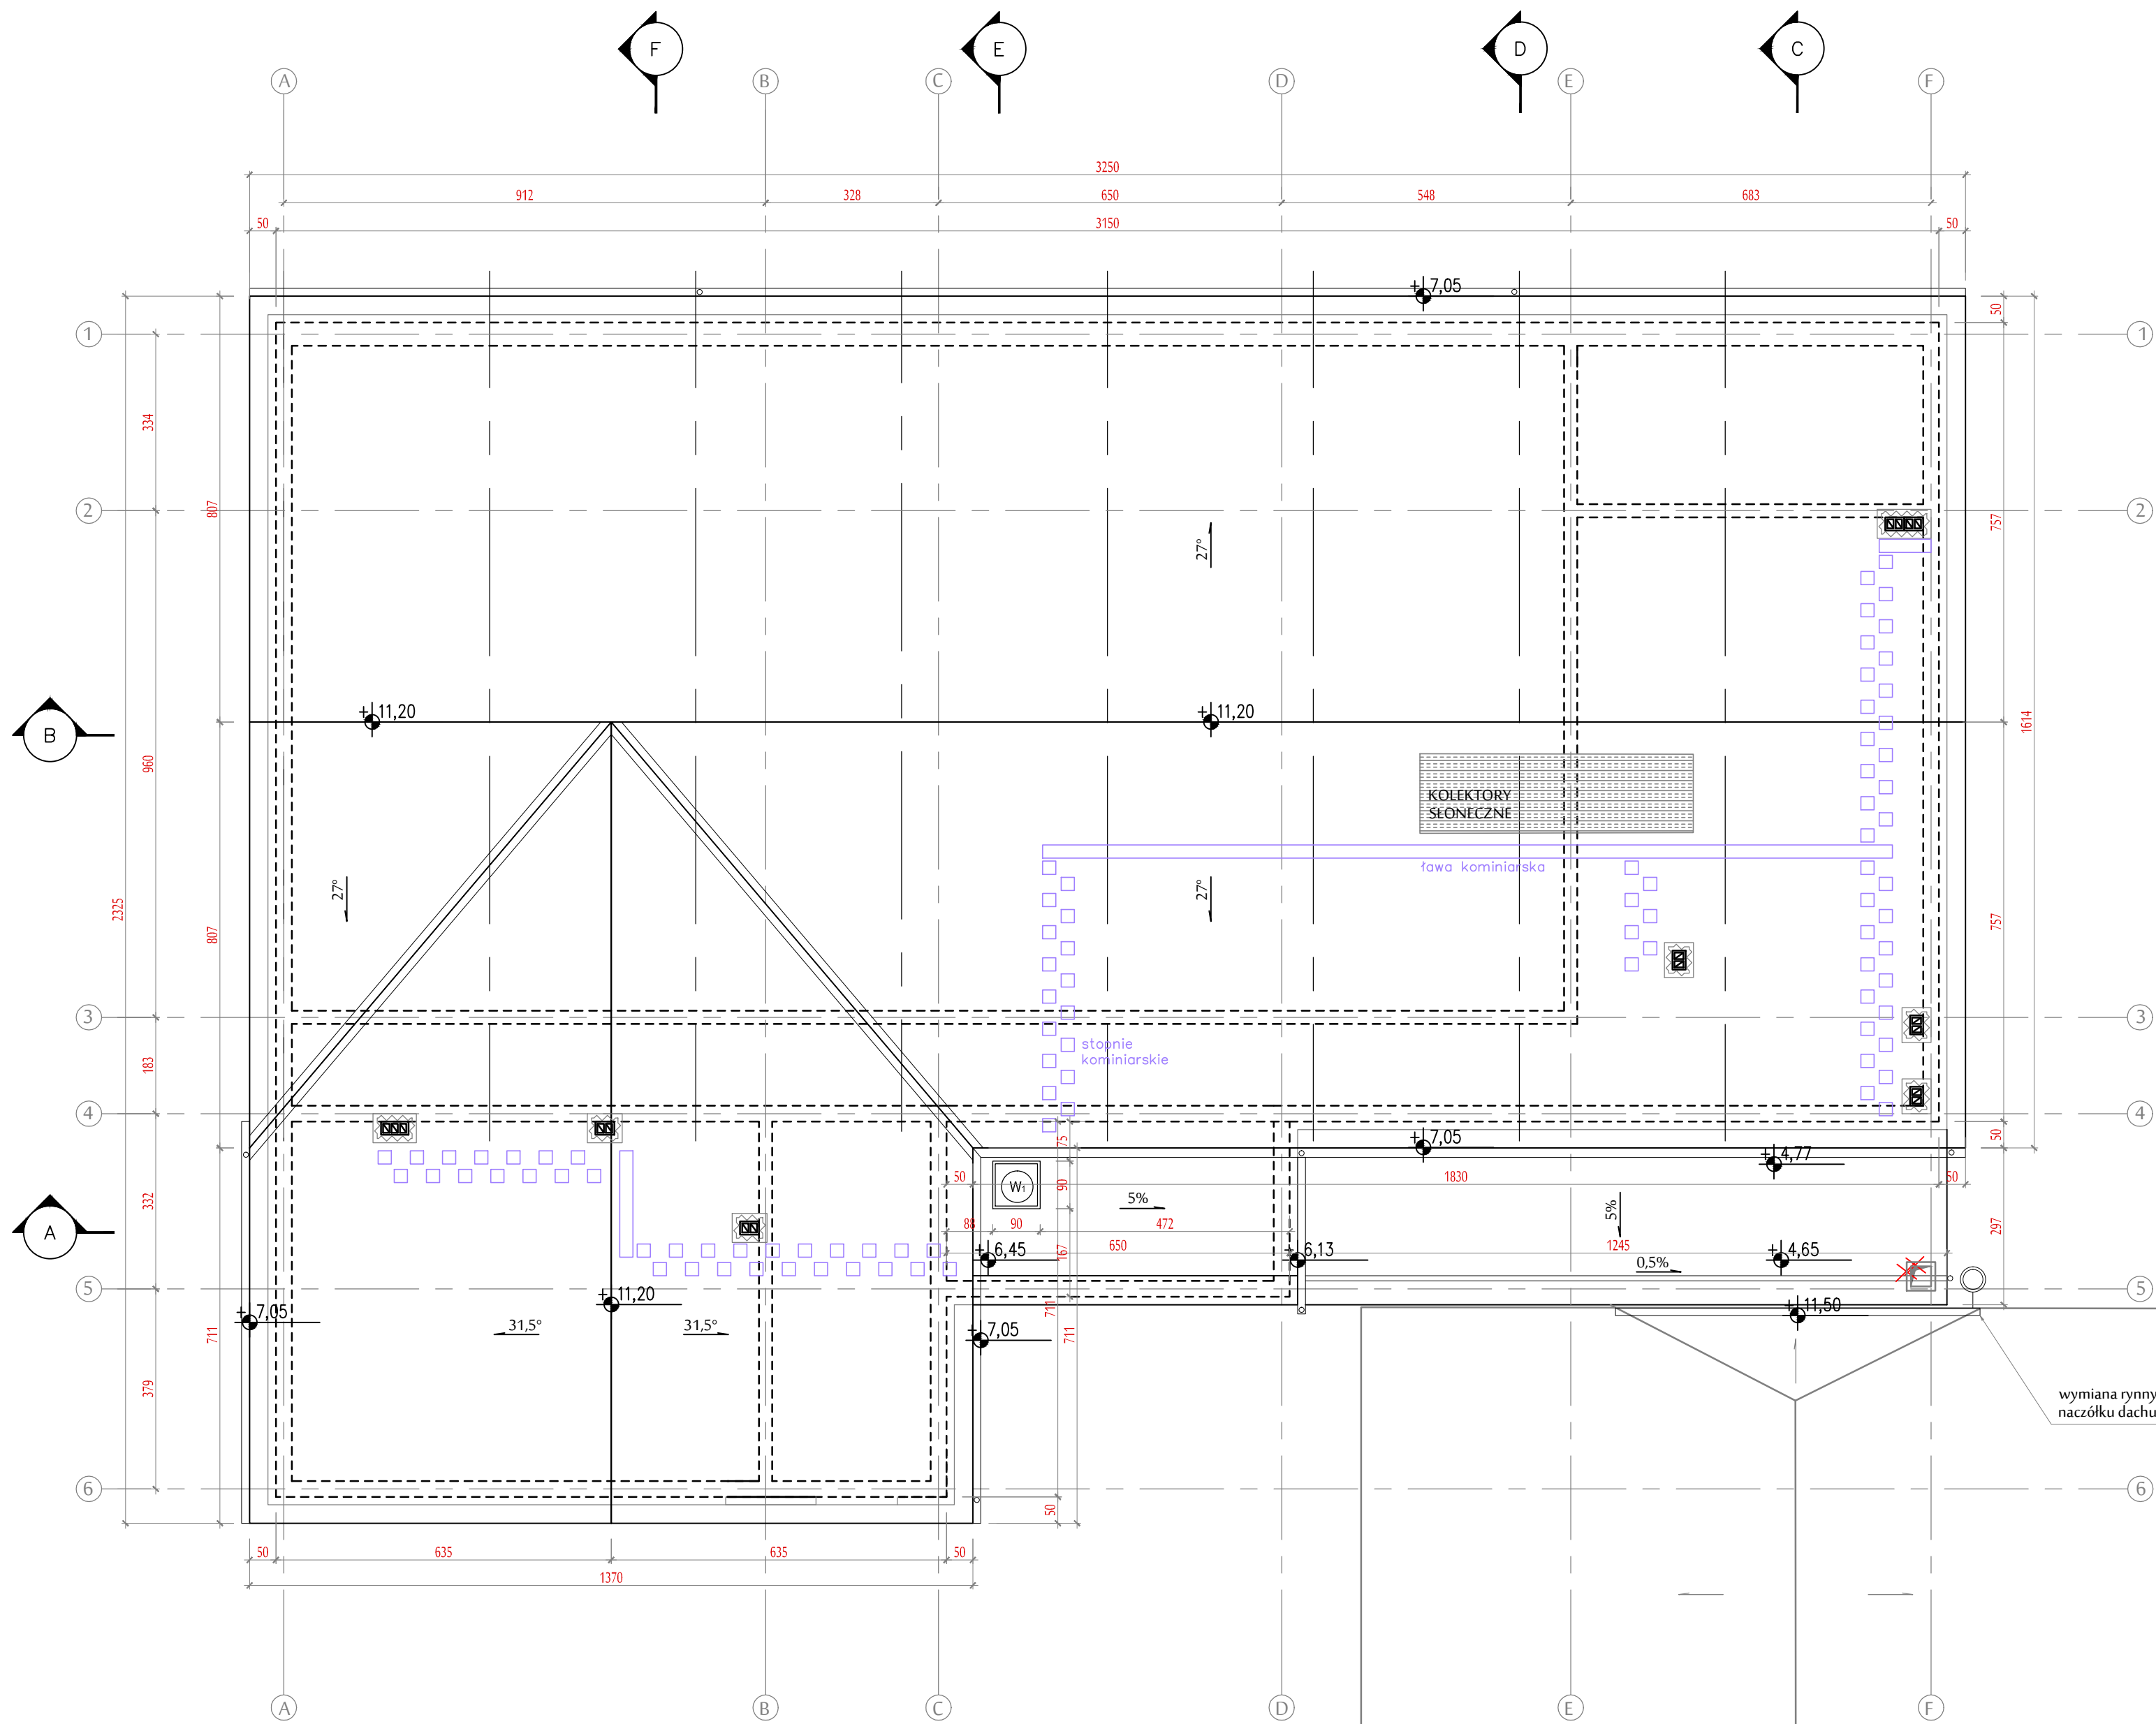 F E D C
A B C D E F
3250
912 328 650 548 683
50 3150 50
+7,05
50
1 1
334
2 2
807 757
27°
+11,20 +11,20
B
1614
960
KOLEKTORY
SŁONECZNE
ława kominiarska
27° 27°
2325
807 757
3 3
stopnie
kominiarskie
183
4 4
75 50
+7,05
+4,77
50 1830 50
W1 90
5%
5%
332
A
88 90 472
297
650 167 1245
+6,45 +6,13 +4,65
0,5%
5 5
+11,20
+7,05
711 +11,50
31,5° 31,5°
+7,05
711 711
379
wymiana rynny
naczółku dachu
6 6
50
50 635 635 50
1370
A B C D E F